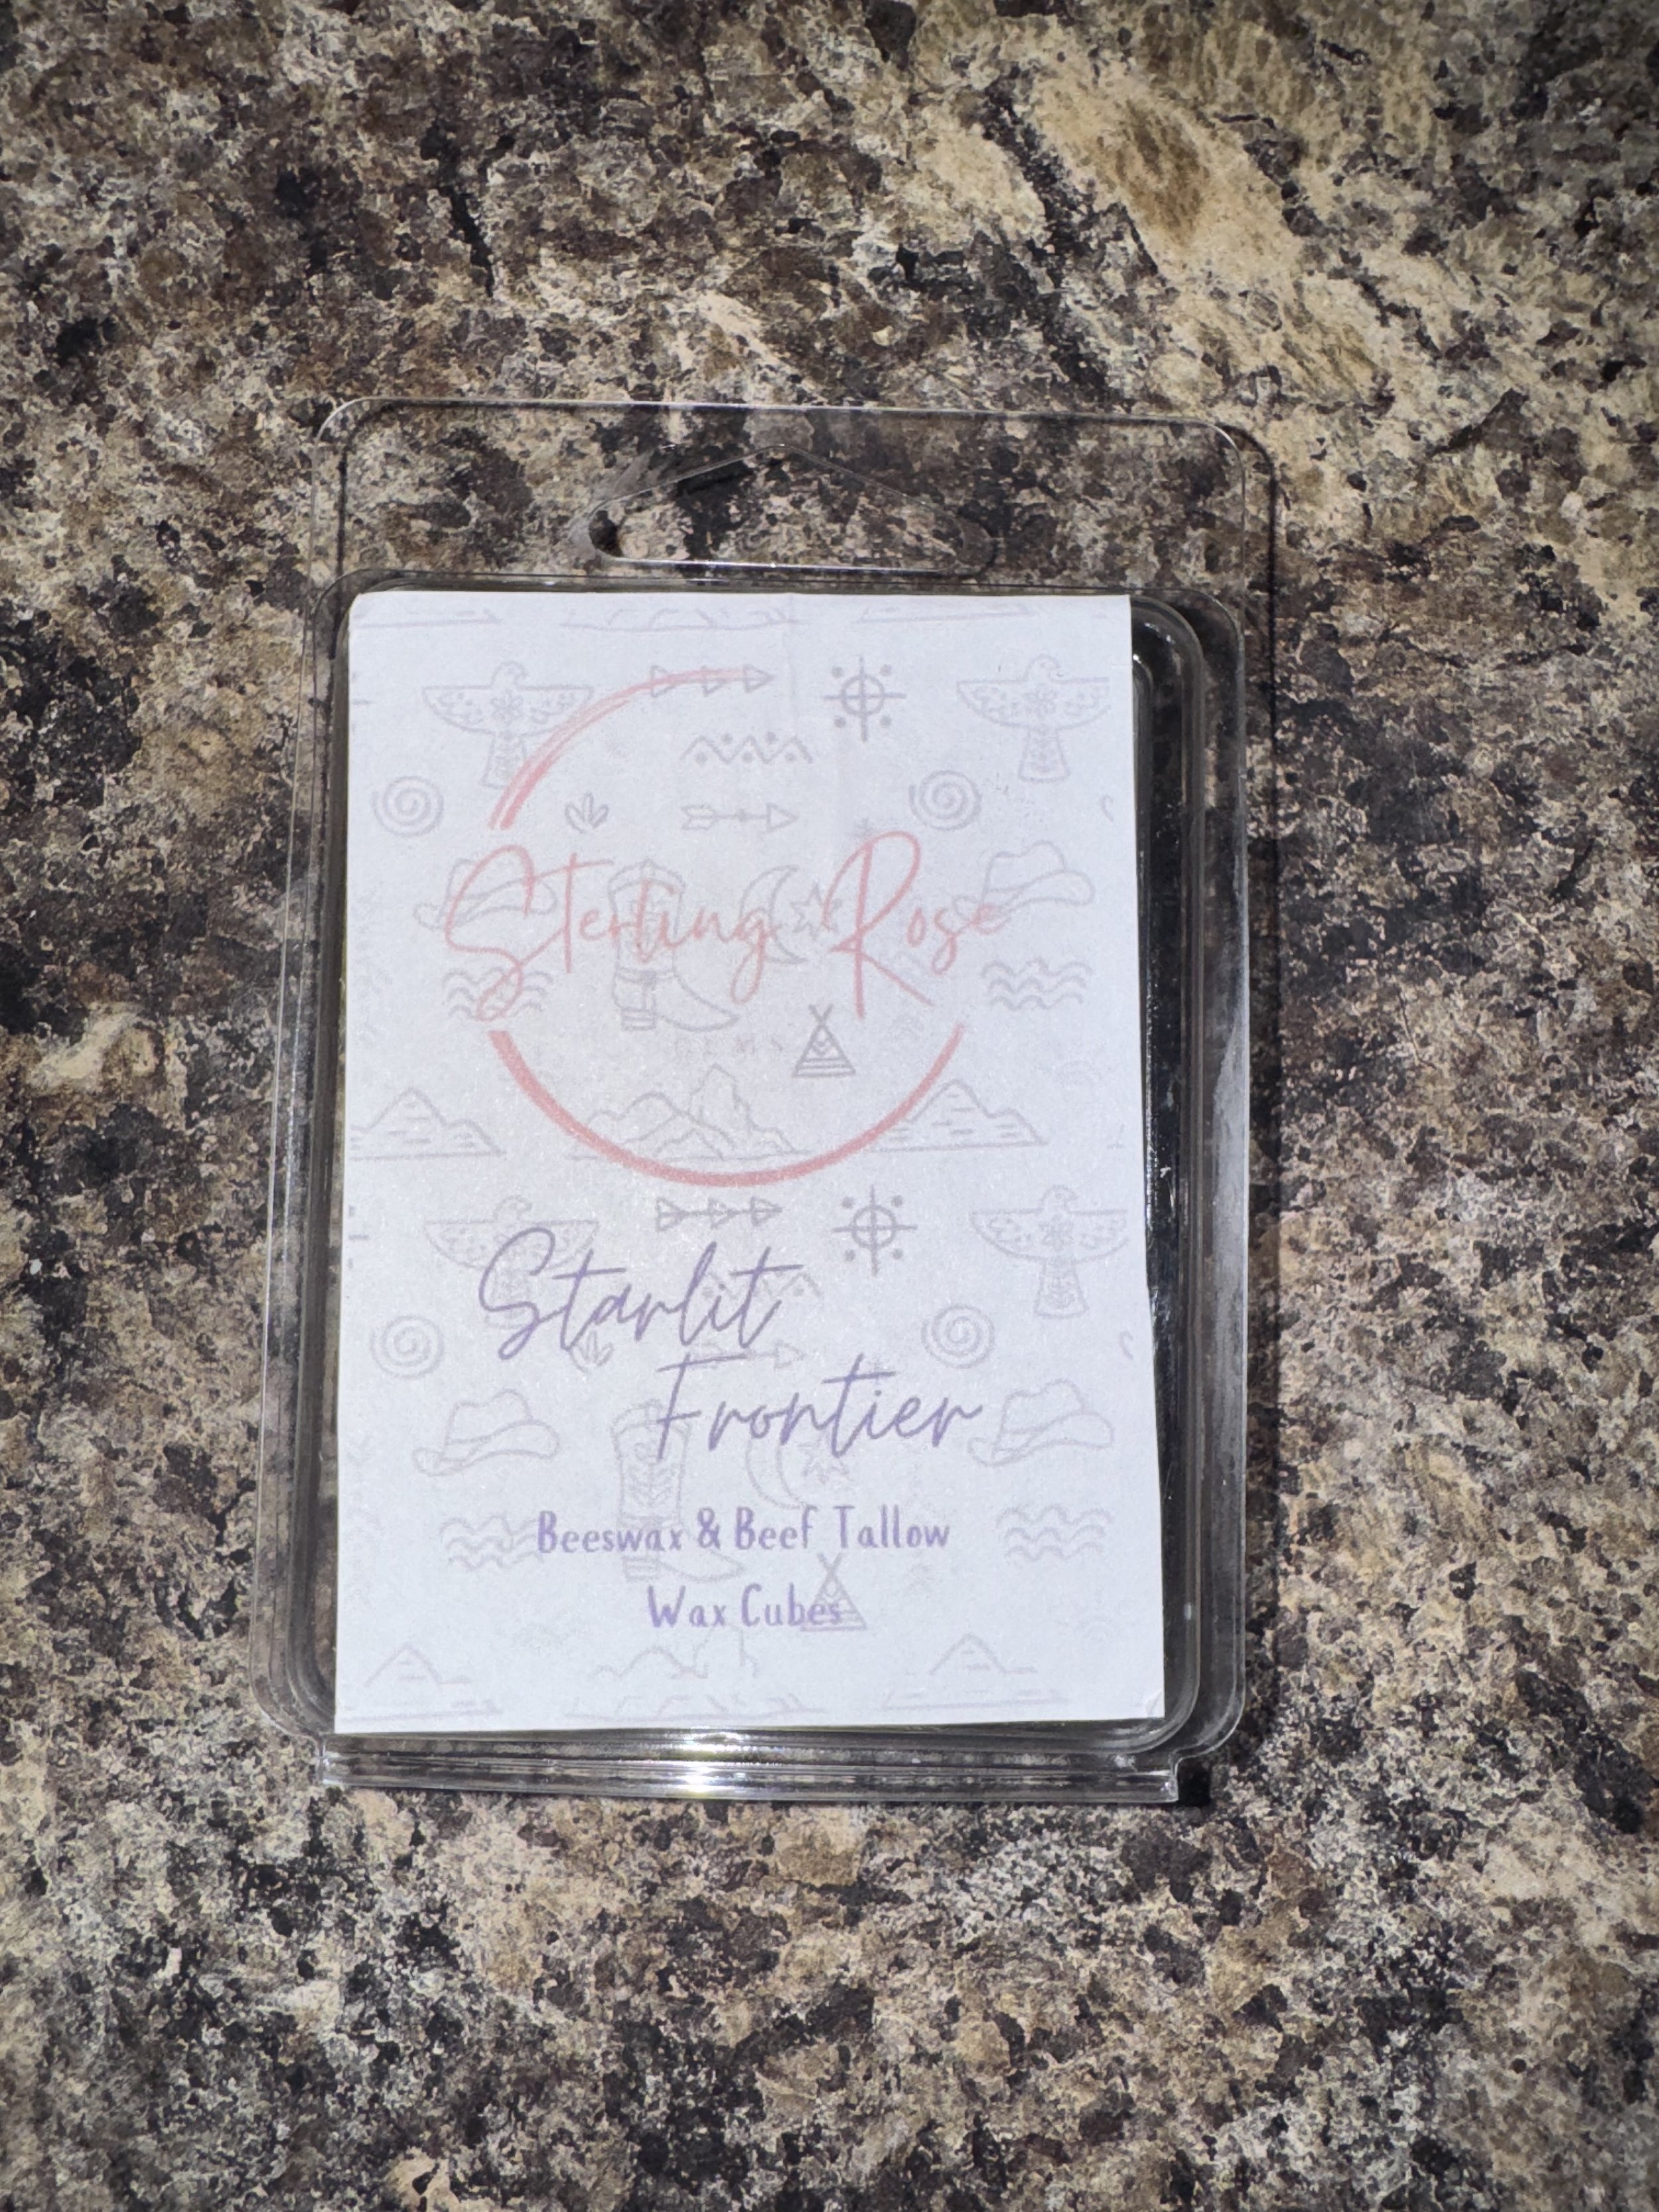 Sterling Rose
Starlit
Frontier
Beeswax & Beef Tallow
Wax Cubes